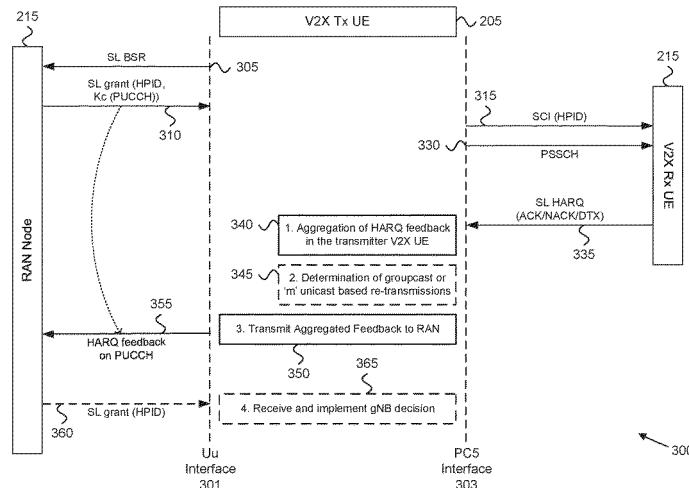 215
V2X Tx UE
205
SL BSR
305
SL grant (HPID,
Kc (PUCCH))
310
215
315
SCI (HPID)
330
PSSCH
RAN Node
V2X Rx UE
SL HARQ
(ACK/NACK/DTX)
335
340
1. Aggregation of HARQ feedback
in the transmitter V2X UE
345
2. Determination of groupcast or
'm' unicast based re-transmissions
355
3. Transmit Aggregated Feedback to RAN
HARQ feedback
on PUCCH
350
365
4. Receive and implement gNB decision
SL grant (HPID)
360
Uu
Interface
301
PC5
Interface
303
300